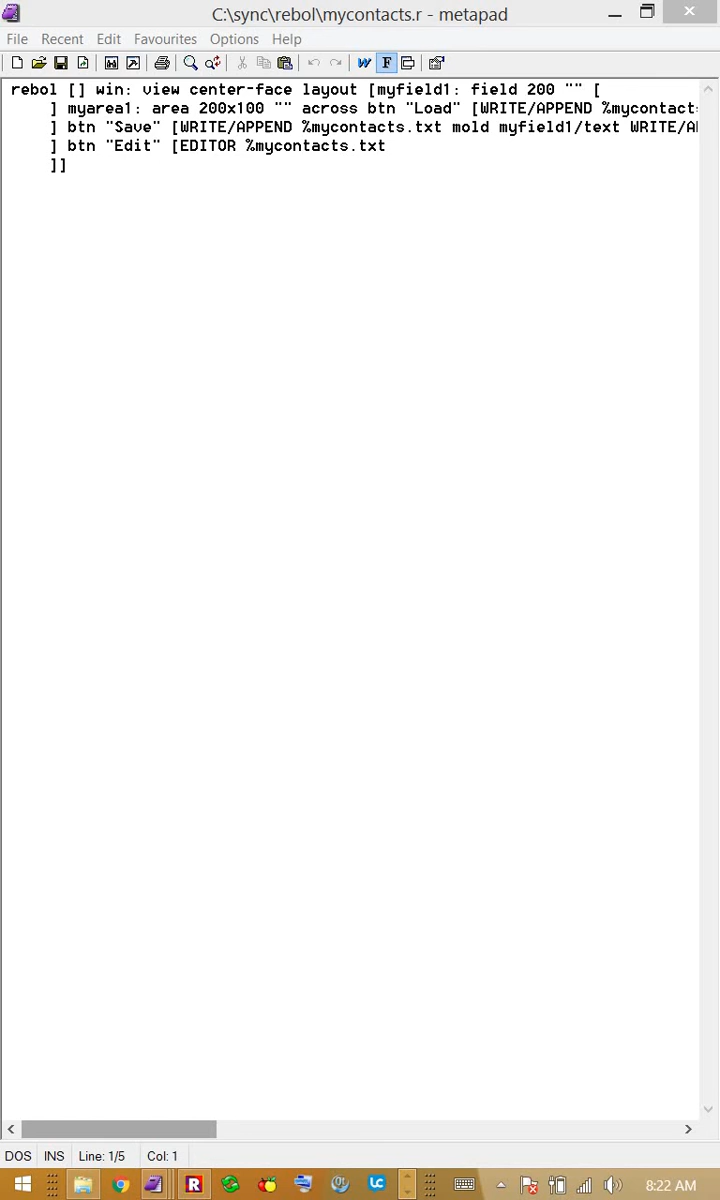 C:\sync\rebol\mycontacts.r - metapad
File Recent Edit Favourites Options Help
W F
rebol [] win: view center-face layout [myfield1: field 200 "" [
] myarea1: area 200x100 "" across btn "Load" [WRITE/APPEND %mycontact
] btn "Save" [WRITE/APPEND %mycontacts.txt mold myfield1/text WRITE/A
] btn "Edit" [EDITOR %mycontacts.txt
]]
DOS INS Line: 1/5 Col: 1
R LC 8:22 AM